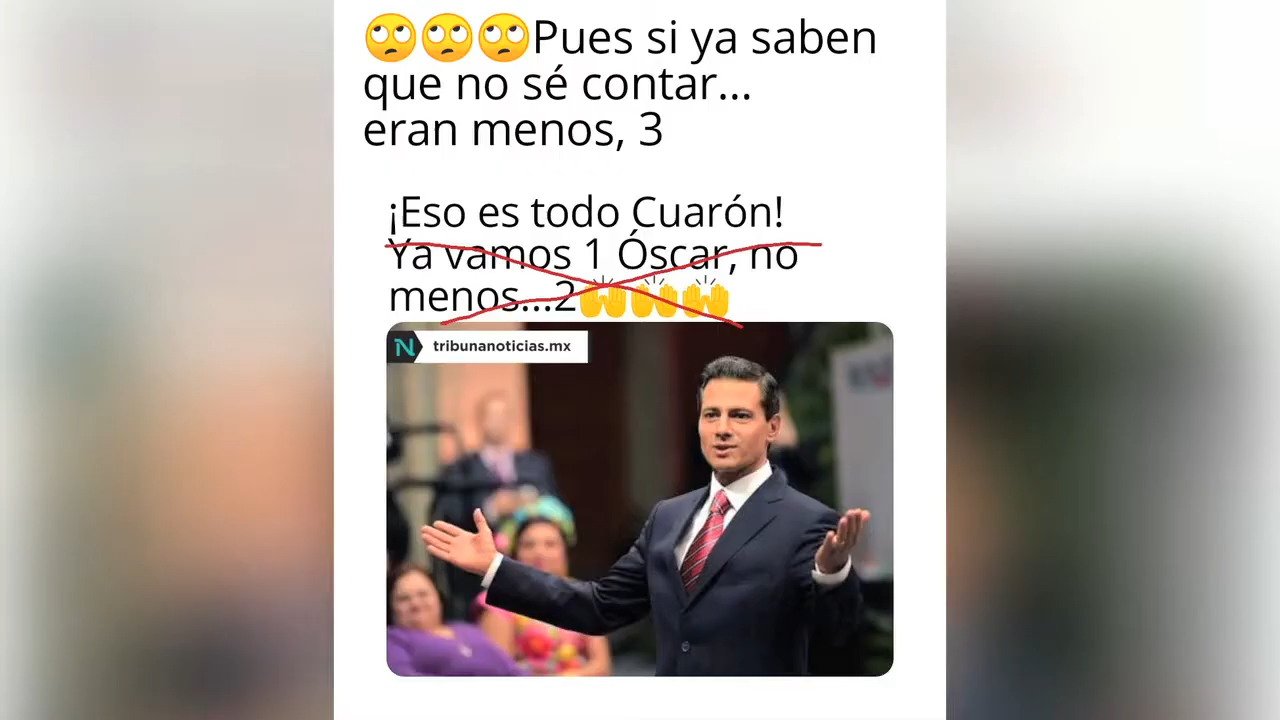 🙄🙄🙄Pues si ya saben
que no sé contar...
eran menos, 3
¡Eso es todo Cuarón!
Ya vamos 1 Óscar, no
menos...2🙌🙌🙌
tribunanoticias.mx